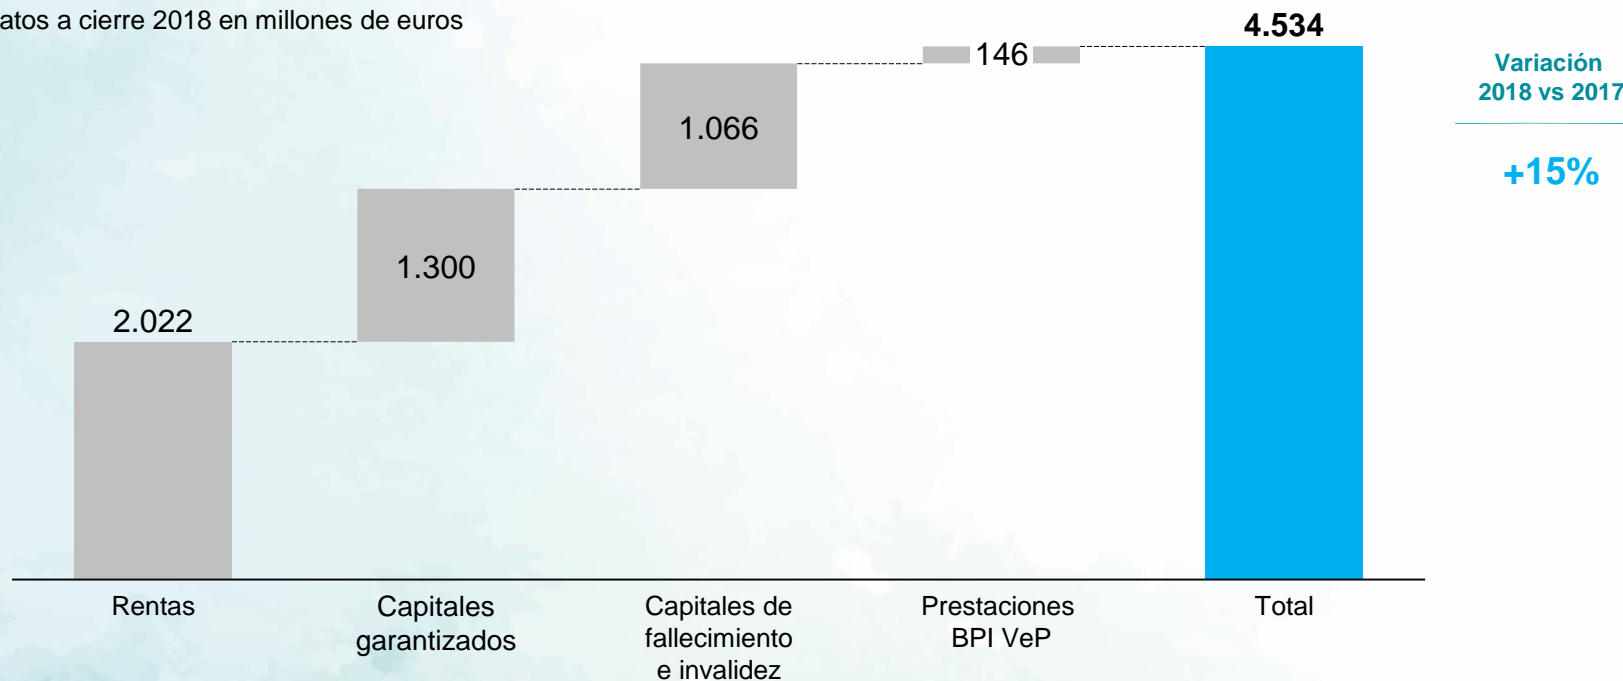 atos a cierre 2018 en millones de euros
4.534
146
1.066
1.300
2.022
Variación
2018 vs 2017
+15%
Rentas
Capitales
garantizados
Capitales de
fallecimiento
e invalidez
Prestaciones
BPI VeP
Total